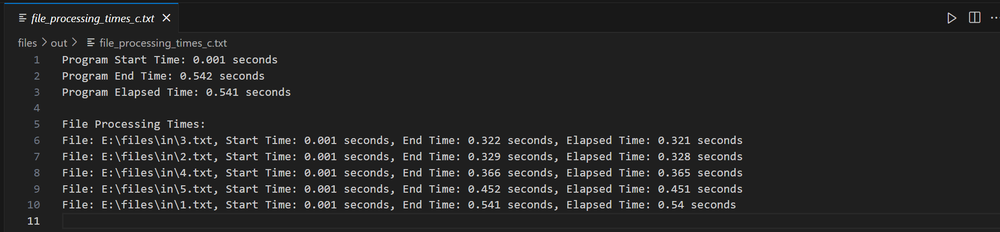 file_processing_times_c.txt
files > out > file_processing_times_c.txt
1 Program Start Time: 0.001 seconds
2 Program End Time: 0.542 seconds
3 Program Elapsed Time: 0.541 seconds
4
5 File Processing Times:
6 File: E:\files\in\3.txt, Start Time: 0.001 seconds, End Time: 0.322 seconds, Elapsed Time: 0.321 seconds
7 File: E:\files\in\2.txt, Start Time: 0.001 seconds, End Time: 0.329 seconds, Elapsed Time: 0.328 seconds
8 File: E:\files\in\4.txt, Start Time: 0.001 seconds, End Time: 0.366 seconds, Elapsed Time: 0.365 seconds
9 File: E:\files\in\5.txt, Start Time: 0.001 seconds, End Time: 0.452 seconds, Elapsed Time: 0.451 seconds
10 File: E:\files\in\1.txt, Start Time: 0.001 seconds, End Time: 0.541 seconds, Elapsed Time: 0.54 seconds
11